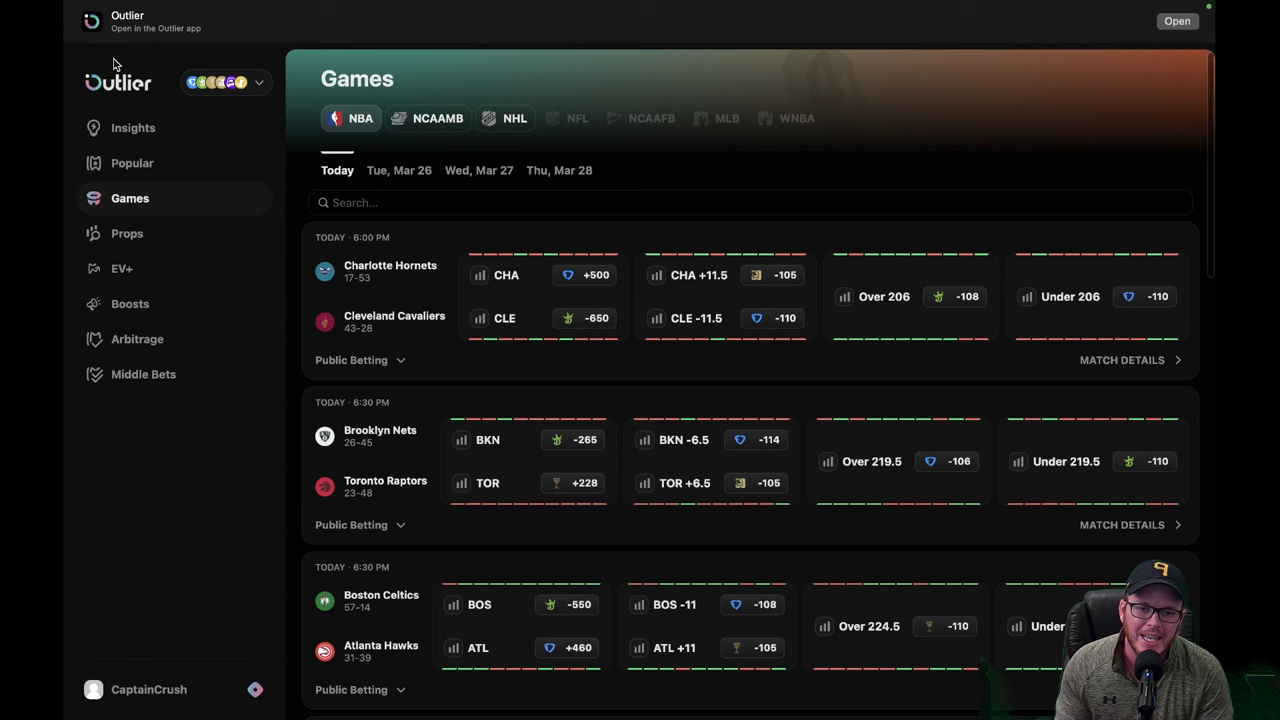 Outlier
Open in the Outlier app
Open
Outlier
Insights
Popular
Games
Props
EV+
Boosts
Arbitrage
Middle Bets
CaptainCrush
Games
NBA NCAAMB NHL NFL NCAAFB MLB WNBA
Today Tue, Mar 26 Wed, Mar 27 Thu, Mar 28
Search...
TODAY · 6:00 PM
Charlotte Hornets
17-53
CHA +500 CHA +11.5 -105
Over 206 -108 Under 206 -110
Cleveland Cavaliers
43-28
CLE -650 CLE -11.5 -110
Public Betting MATCH DETAILS
TODAY · 6:30 PM
Brooklyn Nets
26-45
BKN -265 BKN -6.5 -114
Over 219.5 -106 Under 219.5 -110
Toronto Raptors
23-48
TOR +228 TOR +6.5 -105
Public Betting MATCH DETAILS
TODAY · 6:30 PM
Boston Celtics
57-14
BOS -550 BOS -11 -108
Over 224.5 -110 Under
Atlanta Hawks
31-39
ATL +460 ATL +11 -105
Public Betting